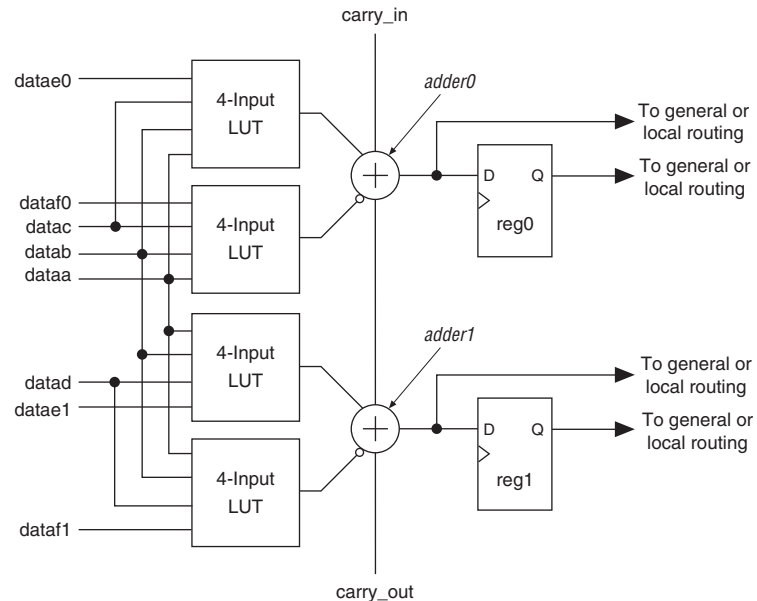 carry_in
adder0
datae0
4-Input
LUT
To general or
local routing
D Q
reg0
To general or
local routing
dataf0
datac
datab
dataa
4-Input
LUT
adder1
4-Input
LUT
To general or
local routing
datad
datae1
D Q
reg1
To general or
local routing
4-Input
LUT
dataf1
carry_out